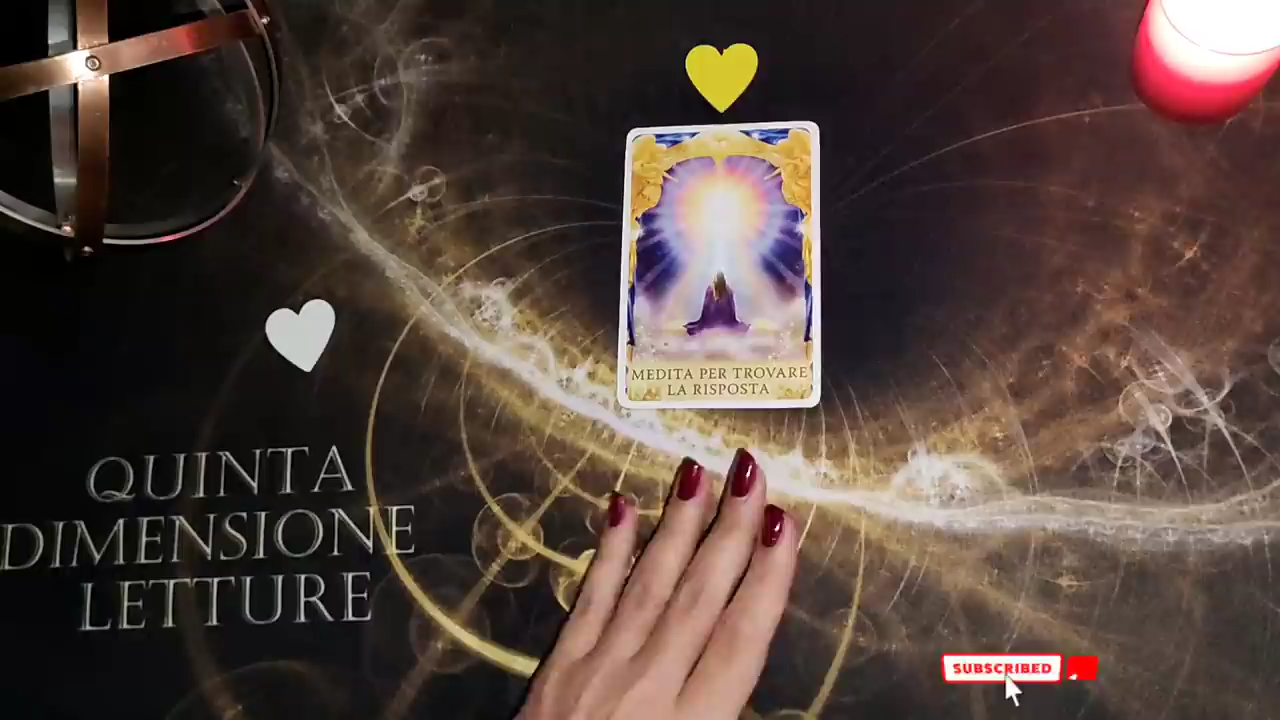 MEDITA PER TROVARE
LA RISPOSTA
QUINTA
DIMENSIONE
LETTURE
SUBSCRIBED